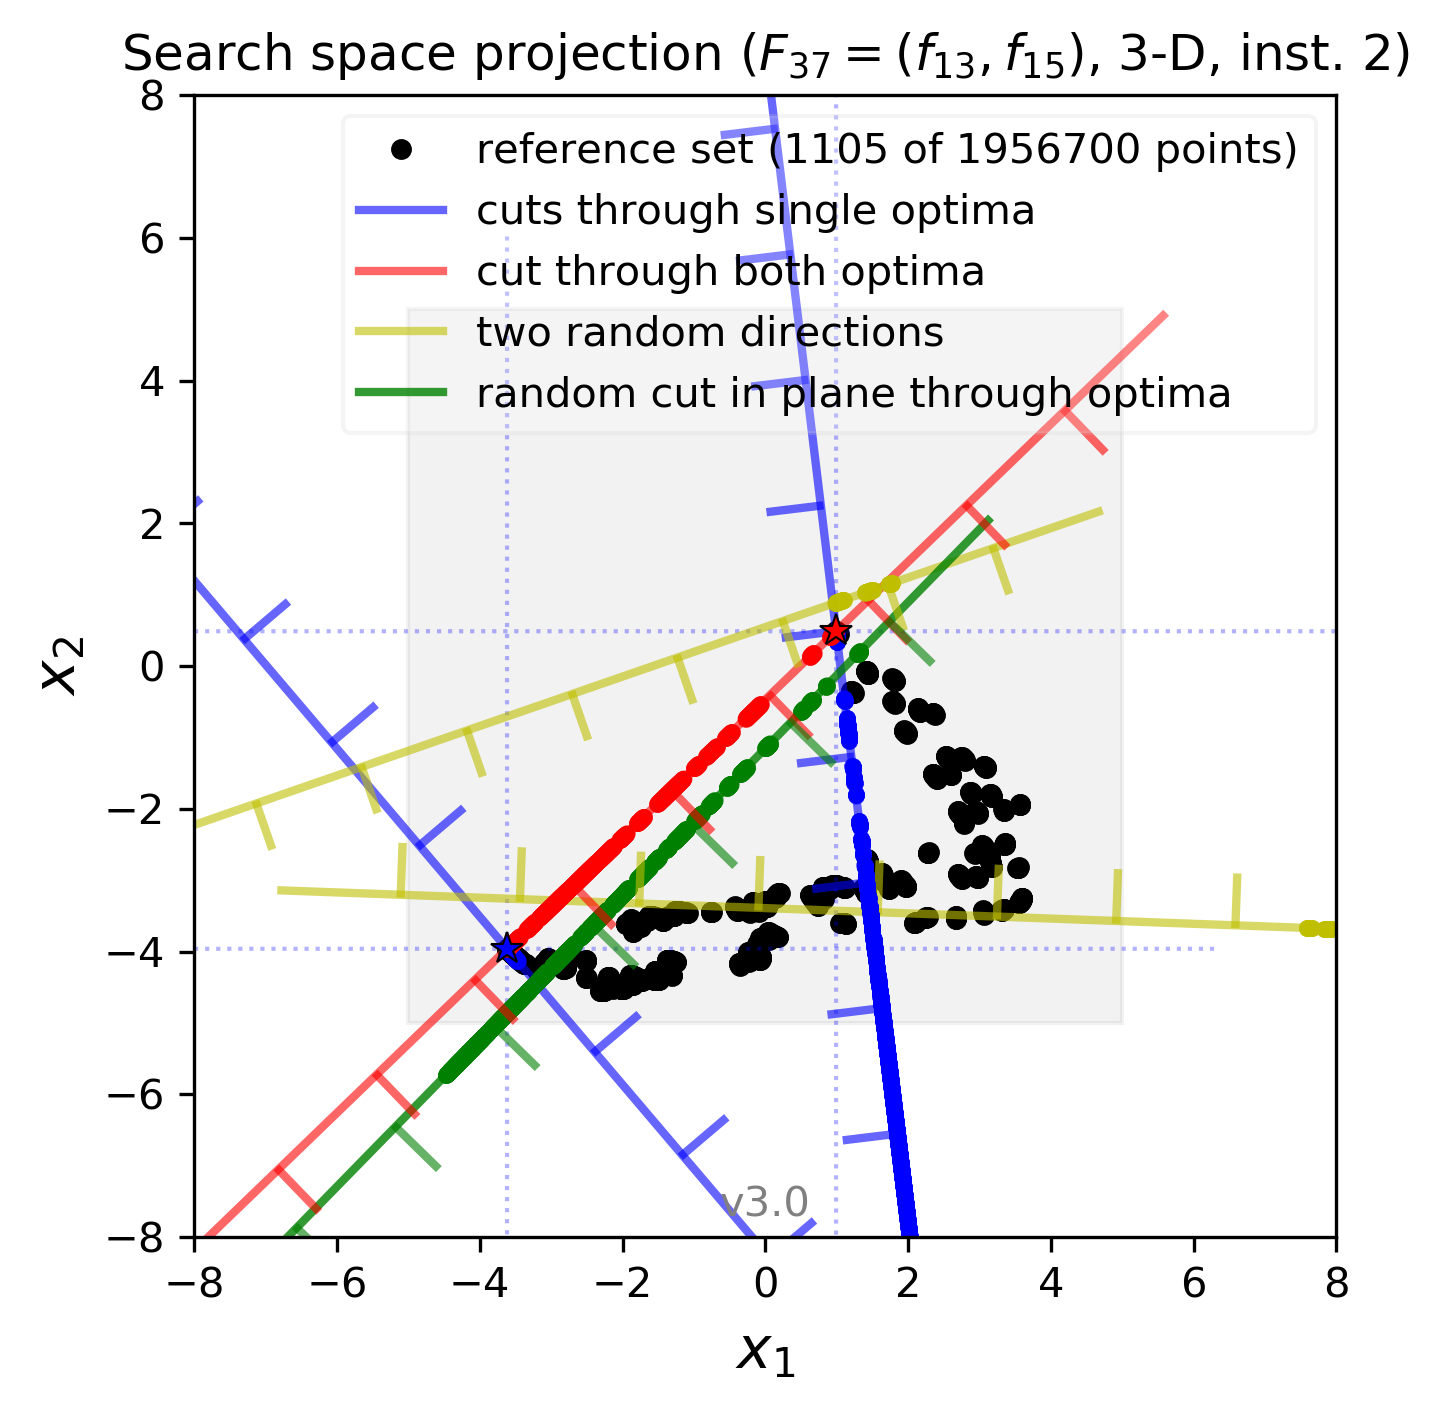 Search space projection (F₃₇ = (f₁₃, f₁₅), 3-D, inst. 2)
reference set (1105 of 1956700 points)
cuts through single optima
cut through both optima
two random directions
random cut in plane through optima
8
6
4
2
0
−2
−4
−6
−8
x₂
v3.0
−8 −6 −4 −2 0 2 4 6 8
x₁